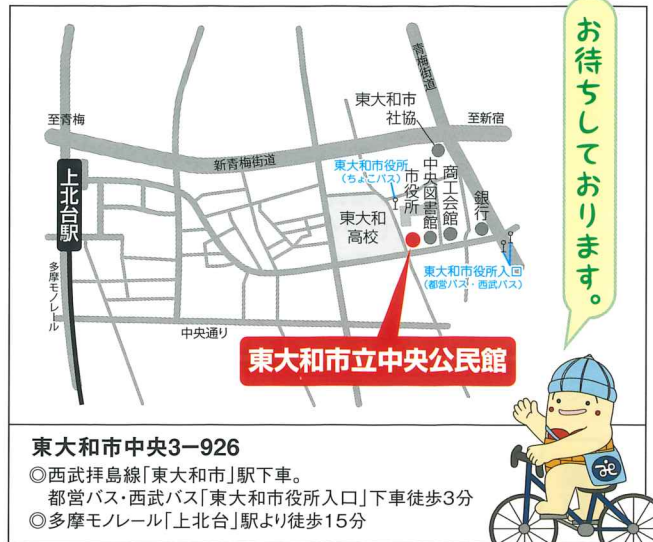 お待ちしております。
青梅街道
東大和市
社協
至青梅
至新宿
新青梅街道
東大和市役所
(ちょこバス)
市役所
中央図書館
商工会館
銀行
上北台駅
東大和
高校
東大和市役所入口
(都営バス・西武バス)
多摩モノレール
中央通り
東大和市立中央公民館
東大和市中央3-926
◎西武拝島線「東大和市」駅下車。
都営バス・西武バス「東大和市役所入口」下車徒歩3分
◎多摩モノレール「上北台」駅より徒歩15分